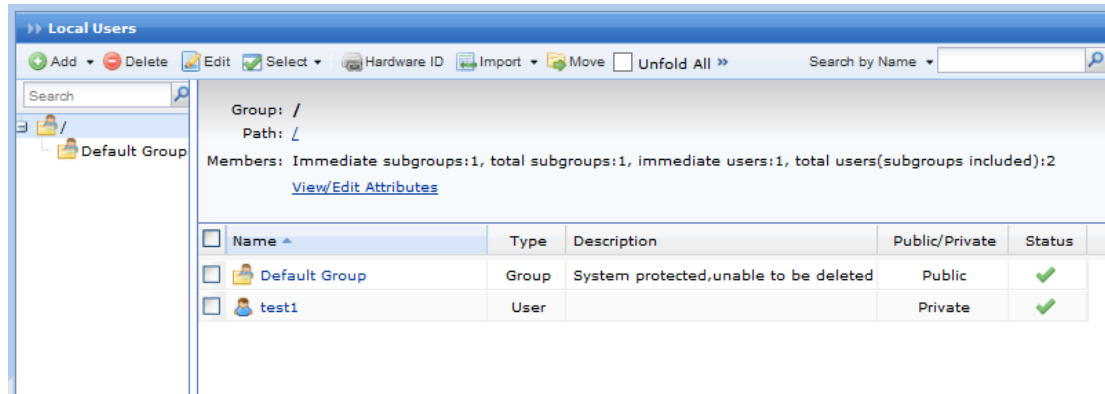 Local Users
Add Delete Edit Select Hardware ID Import Move Unfold All » Search by Name
Search
/
Default Group
Group: /
Path: /
Members: Immediate subgroups:1, total subgroups:1, immediate users:1, total users(subgroups included):2
View/Edit Attributes
Name Type Description Public/Private Status
Default Group Group System protected,unable to be deleted Public
test1 User Private